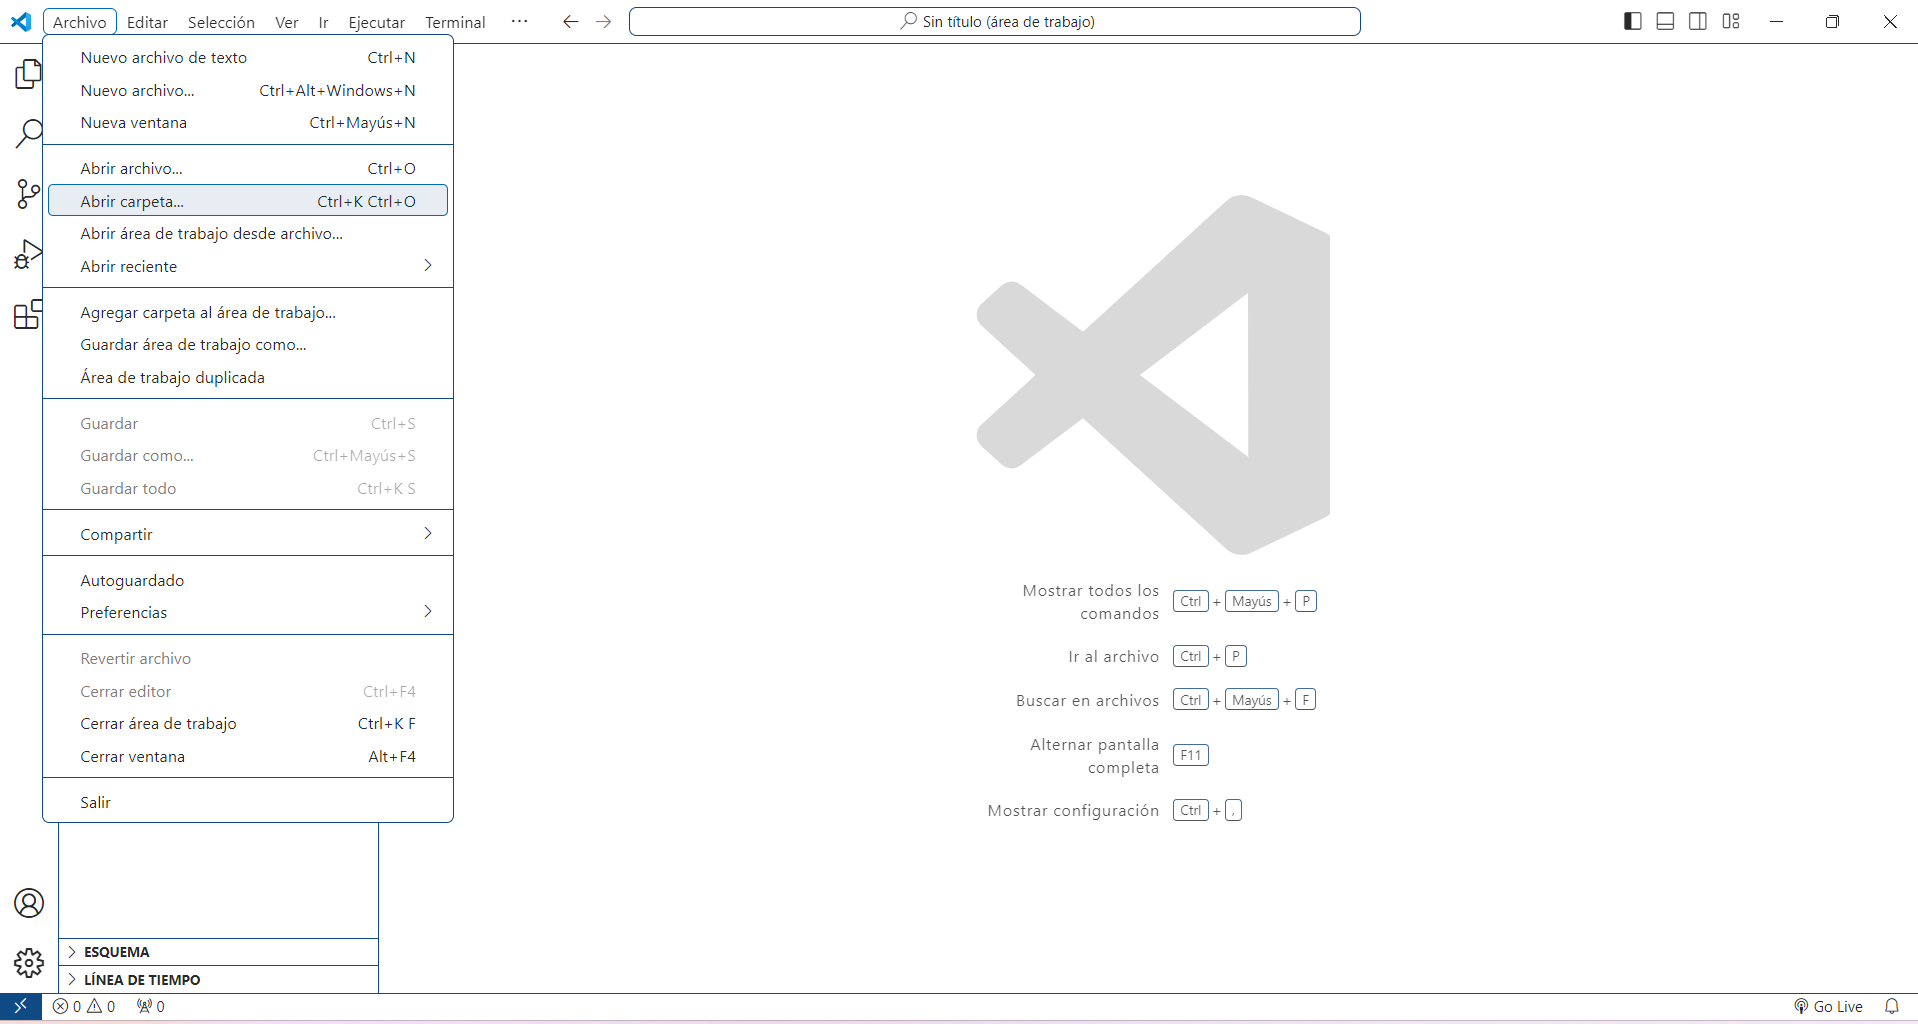 Archivo Editar Selección Ver Ir Ejecutar Terminal ··· Sin título (área de trabajo)
Nuevo archivo de texto Ctrl+N
Nuevo archivo... Ctrl+Alt+Windows+N
Nueva ventana Ctrl+Mayús+N
Abrir archivo... Ctrl+O
Abrir carpeta... Ctrl+K Ctrl+O
Abrir área de trabajo desde archivo...
Abrir reciente
Agregar carpeta al área de trabajo...
Guardar área de trabajo como...
Área de trabajo duplicada
Guardar Ctrl+S
Guardar como... Ctrl+Mayús+S
Guardar todo Ctrl+K S
Compartir
Autoguardado
Preferencias
Revertir archivo
Cerrar editor Ctrl+F4
Cerrar área de trabajo Ctrl+K F
Cerrar ventana Alt+F4
Salir
Mostrar todos los
comandos Ctrl + Mayús + P
Ir al archivo Ctrl + P
Buscar en archivos Ctrl + Mayús + F
Alternar pantalla
completa F11
Mostrar configuración Ctrl + ,
ESQUEMA
LÍNEA DE TIEMPO
0 0 0 Go Live